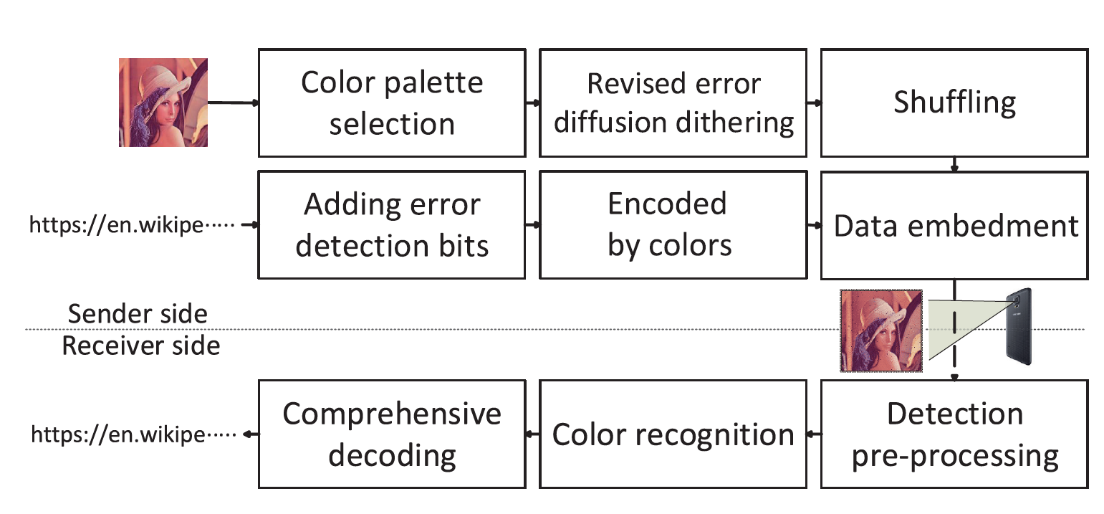 Color palette
selection
Revised error
diffusion dithering
Shuffling
https://en.wikipe·····
Adding error
detection bits
Encoded
by colors
Data embedment
Sender side
Receiver side
https://en.wikipe·····
Comprehensive
decoding
Color recognition
Detection
pre-processing